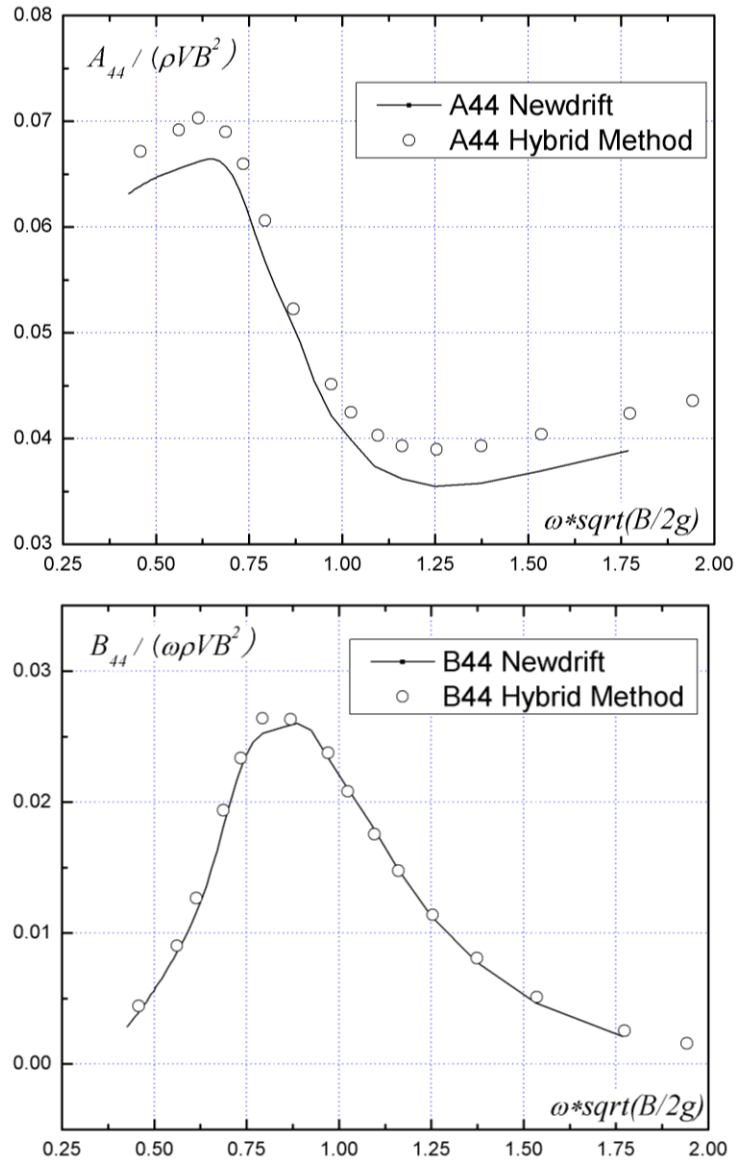 0.08
A44 / (ρVB²)
A44 Newdrift
A44 Hybrid Method
0.07
0.06
0.05
0.04
0.03
ω*sqrt(B/2g)
0.25 0.50 0.75 1.00 1.25 1.50 1.75 2.00
B44 / (ωρVB²)
B44 Newdrift
B44 Hybrid Method
0.03
0.02
0.01
0.00
ω*sqrt(B/2g)
0.25 0.50 0.75 1.00 1.25 1.50 1.75 2.00